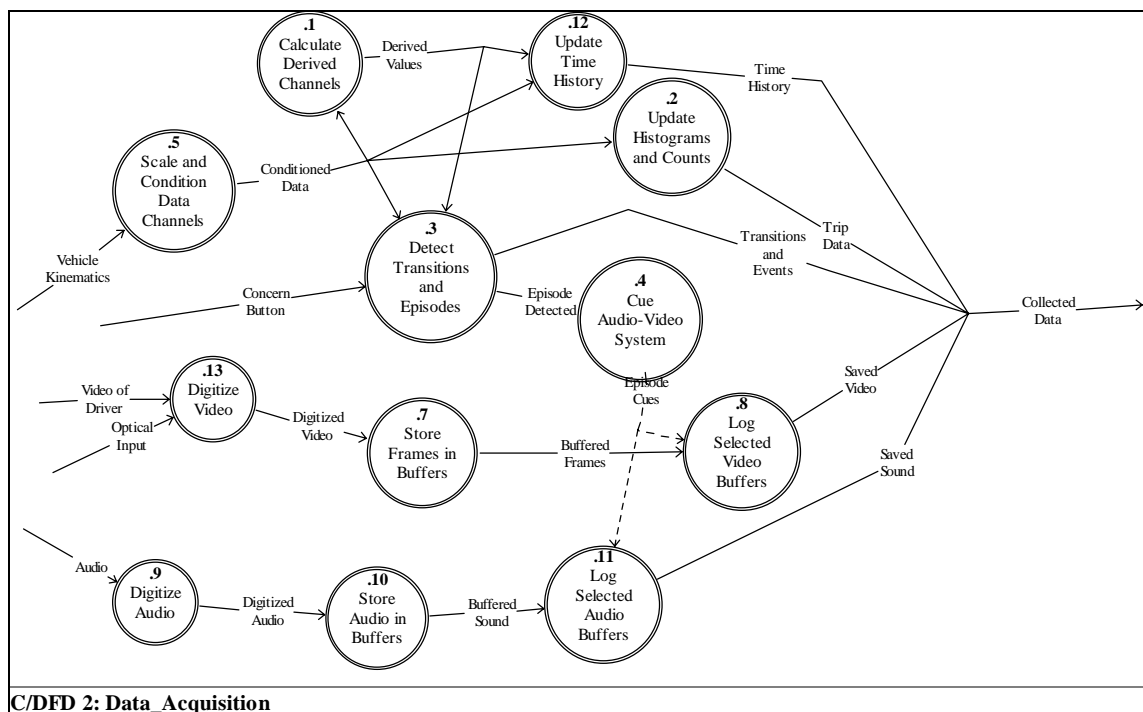 .1
Calculate
Derived
Channels
Derived
Values
.12
Update
Time
History
Time
History
.2
Update
Histograms
and Counts
.5
Scale and
Condition
Data
Channels
Conditioned
Data
Vehicle
Kinematics
.3
Detect
Transitions
and
Episodes
Concern
Button
Episode
Detected
.4
Cue
Audio-Video
System
Transitions
and
Events
Trip
Data
Collected
Data
Episode
Cues
Video of
Driver
Optical
Input
.13
Digitize
Video
Digitized
Video
.7
Store
Frames in
Buffers
Buffered
Frames
.8
Log
Selected
Video
Buffers
Saved
Video
Saved
Sound
Audio
.9
Digitize
Audio
Digitized
Audio
.10
Store
Audio in
Buffers
Buffered
Sound
.11
Log
Selected
Audio
Buffers
C/DFD 2: Data_Acquisition